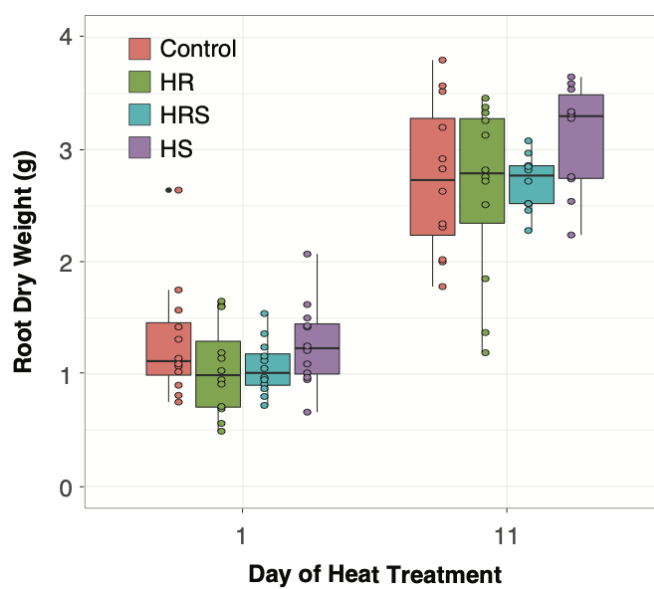 Control
HR
HRS
HS
Root Dry Weight (g)
4
3
2
1
0
1 11
Day of Heat Treatment